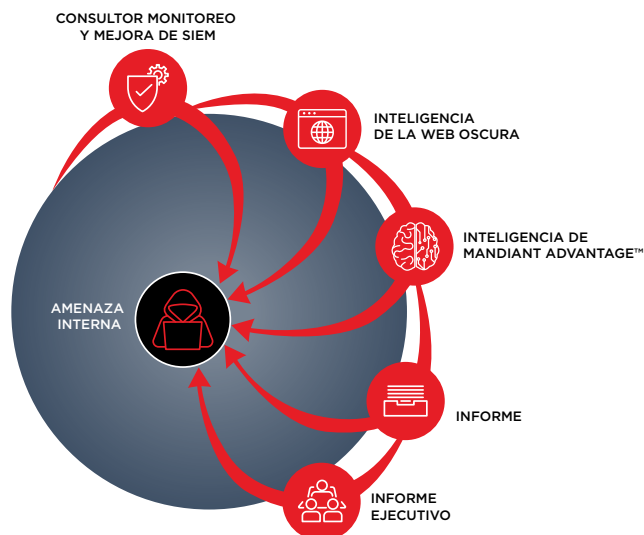 CONSULTOR MONITOREO
Y MEJORA DE SIEM
INTELIGENCIA
DE LA WEB OSCURA
INTELIGENCIA DE
MANDIANT ADVANTAGE™
AMENAZA
INTERNA
INFORME
INFORME
EJECUTIVO